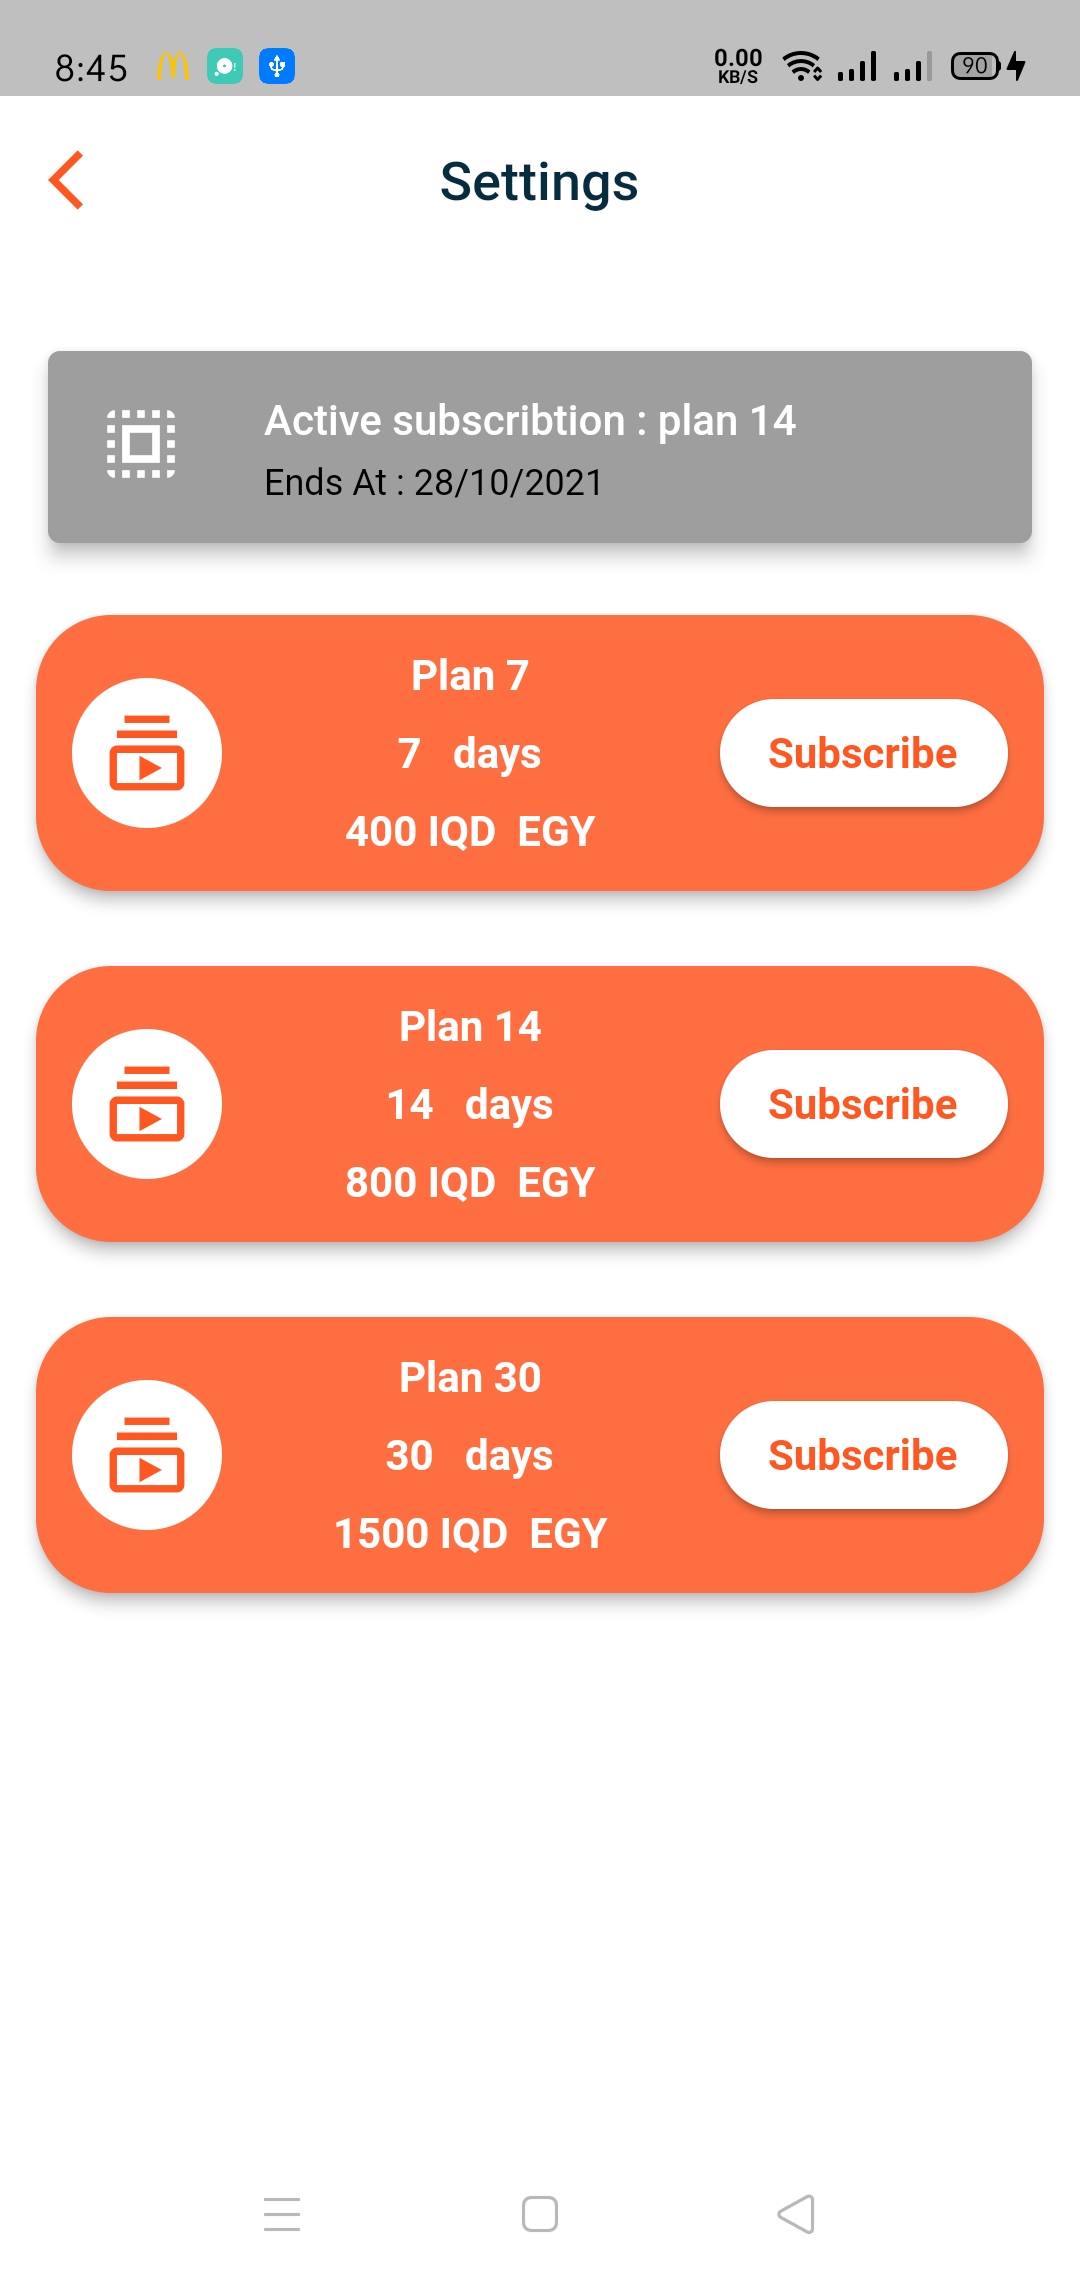 8:45
0.00
KB/S
90
Settings
Active subscribtion : plan 14
Ends At : 28/10/2021
Plan 7
7 days
400 IQD EGY
Subscribe
Plan 14
14 days
800 IQD EGY
Subscribe
Plan 30
30 days
1500 IQD EGY
Subscribe